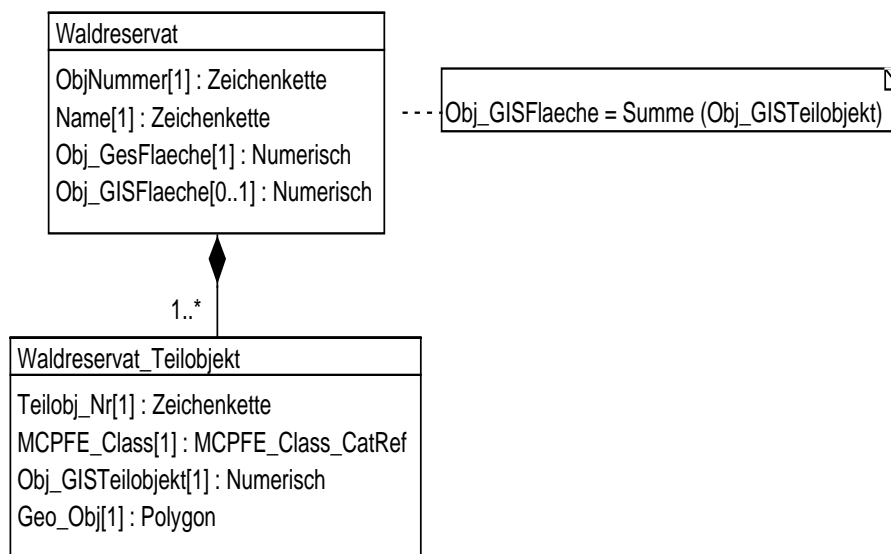 Waldreservat
ObjNummer[1] : Zeichenkette
Name[1] : Zeichenkette
Obj_GesFlaeche[1] : Numerisch
Obj_GISFlaeche[0..1] : Numerisch
Obj_GISFlaeche = Summe (Obj_GISTeilobjekt)
1..*
Waldreservat_Teilobjekt
Teilobj_Nr[1] : Zeichenkette
MCPFE_Class[1] : MCPFE_Class_CatRef
Obj_GISTeilobjekt[1] : Numerisch
Geo_Obj[1] : Polygon